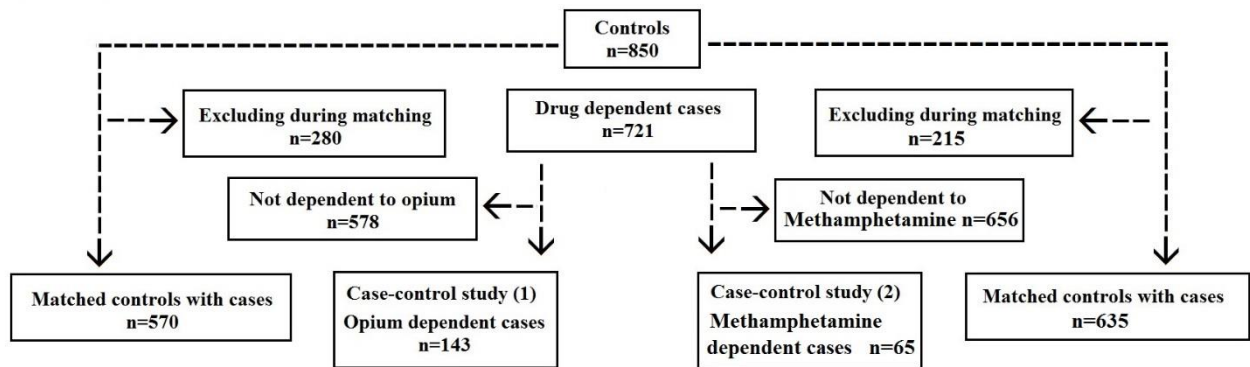 Controls
n=850
Excluding during matching
n=280
Drug dependent cases
n=721
Excluding during matching
n=215
Not dependent to opium
n=578
Not dependent to
Methamphetamine n=656
Matched controls with cases
n=570
Case-control study (1)
Opium dependent cases
n=143
Case-control study (2)
Methamphetamine
dependent cases n=65
Matched controls with cases
n=635